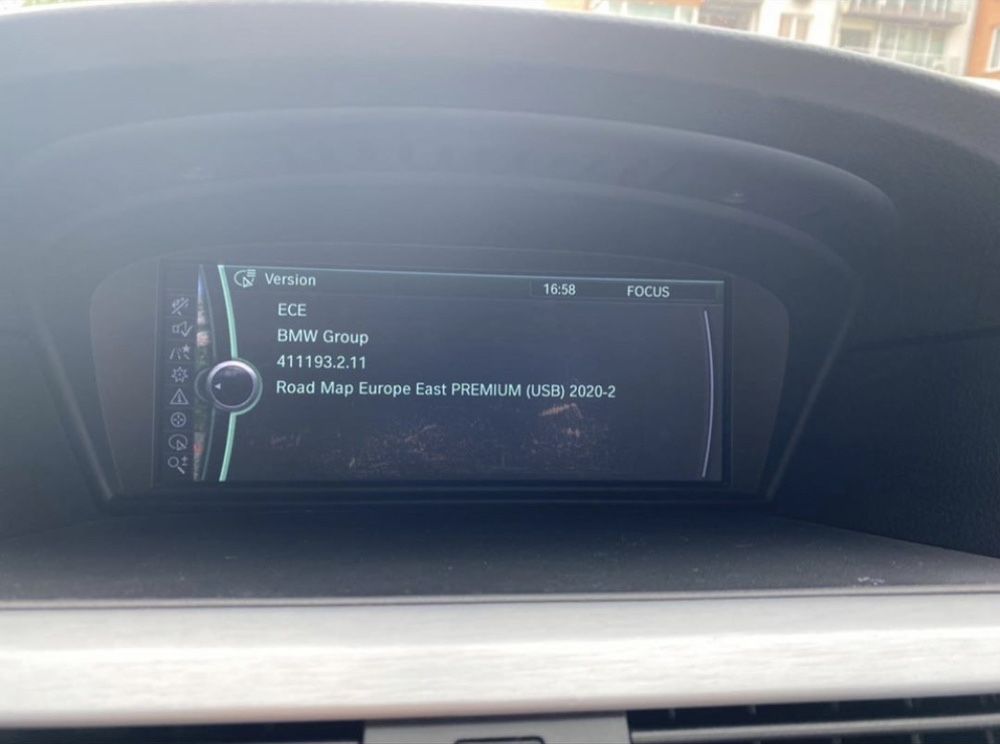 Version
16:58
FOCUS
ECE
BMW Group
411193.2.11
Road Map Europe East PREMIUM (USB) 2020-2